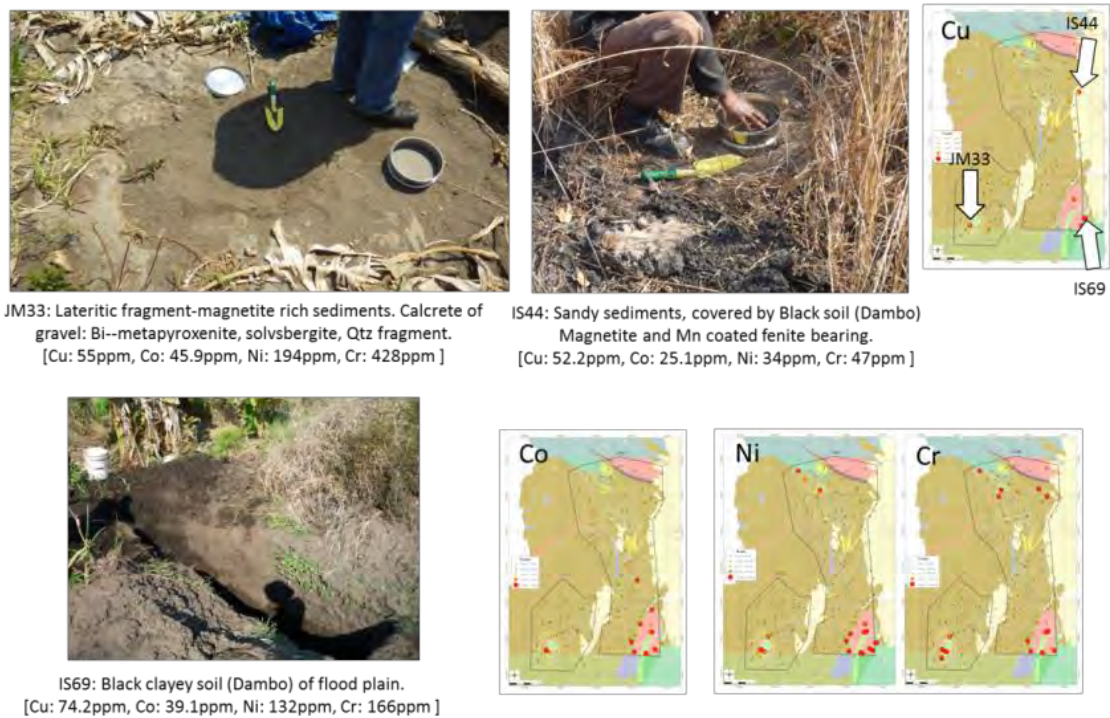 Cu
IS44
JM33
IS69
JM33: Lateritic fragment-magnetite rich sediments. Calcrete of
gravel: Bi--metapyroxenite, solvsbergite, Qtz fragment.
[Cu: 55ppm, Co: 45.9ppm, Ni: 194ppm, Cr: 428ppm ]
IS44: Sandy sediments, covered by Black soil (Dambo)
Magnetite and Mn coated fenite bearing.
[Cu: 52.2ppm, Co: 25.1ppm, Ni: 34ppm, Cr: 47ppm ]
Co
Ni
Cr
IS69: Black clayey soil (Dambo) of flood plain.
[Cu: 74.2ppm, Co: 39.1ppm, Ni: 132ppm, Cr: 166ppm ]